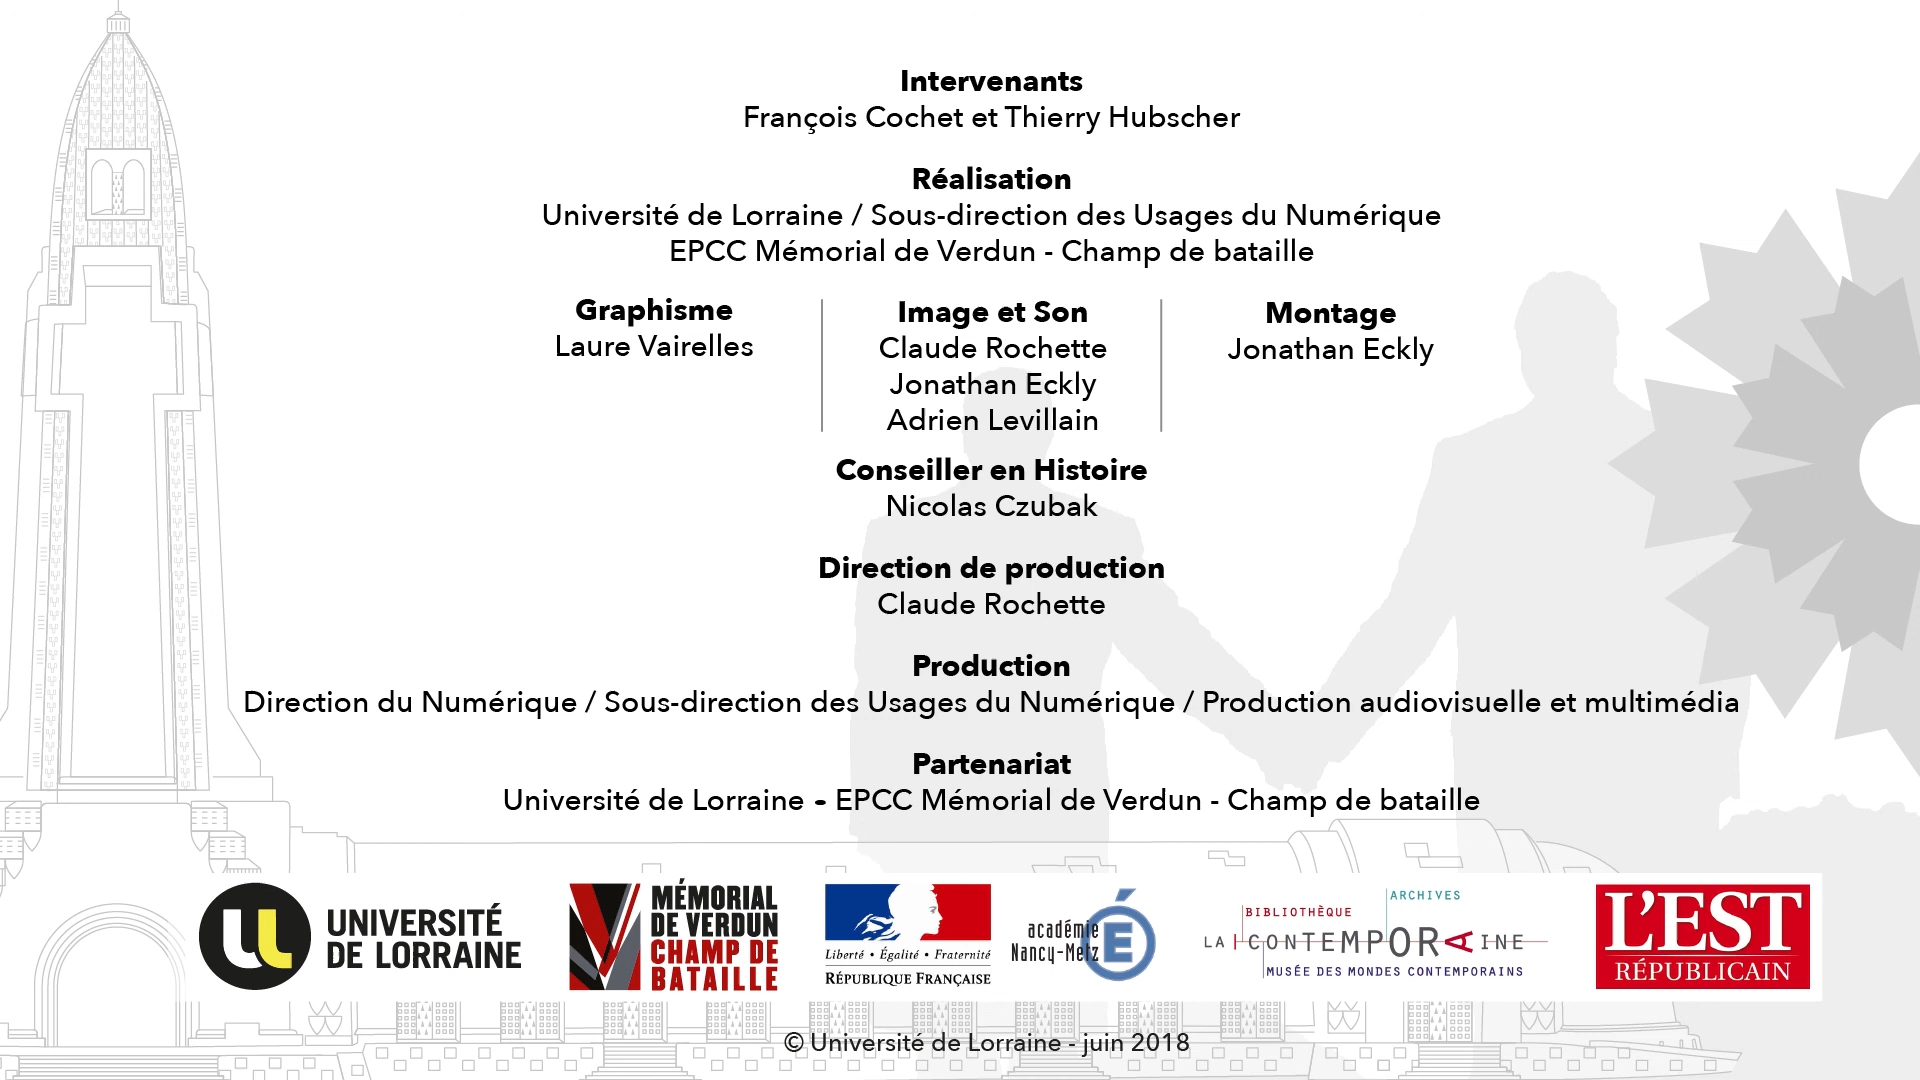 Intervenants
François Cochet et Thierry Hubscher
Réalisation
Université de Lorraine / Sous-direction des Usages du Numérique
EPCC Mémorial de Verdun - Champ de bataille
Graphisme
Laure Vairelles
Image et Son
Claude Rochette
Jonathan Eckly
Adrien Levillain
Montage
Jonathan Eckly
Conseiller en Histoire
Nicolas Czubak
Direction de production
Claude Rochette
Production
Direction du Numérique / Sous-direction des Usages du Numérique / Production audiovisuelle et multimédia
Partenariat
Université de Lorraine - EPCC Mémorial de Verdun - Champ de bataille
UNIVERSITÉ
DE LORRAINE
MÉMORIAL
DE VERDUN
CHAMP DE
BATAILLE
Liberté • Égalité • Fraternité
RÉPUBLIQUE FRANÇAISE
académie
Nancy-Metz
É
BIBLIOTHÈQUE
ARCHIVES
LA CONTEMPORAINE
MUSÉE DES MONDES CONTEMPORAINS
L'EST
RÉPUBLICAIN
© Université de Lorraine - juin 2018